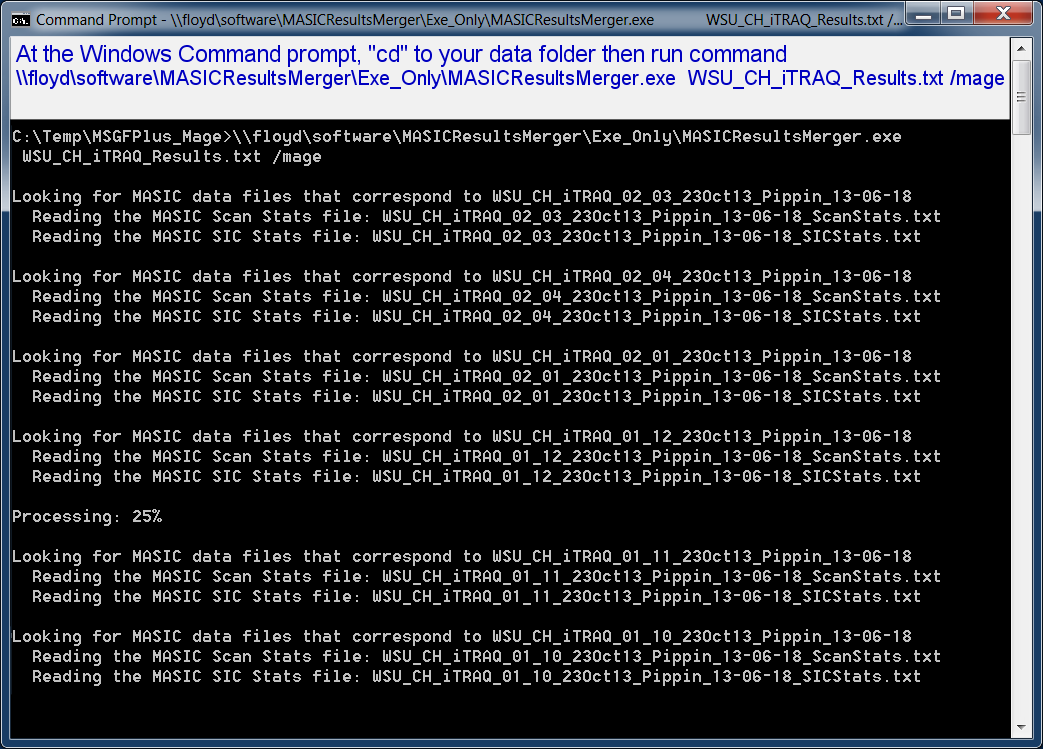 Command Prompt - \\floyd\software\MASICResultsMerger\Exe_Only\MASICResultsMerger.exe WSU_CH_iTRAQ_Results.txt /...
At the Windows Command prompt, "cd" to your data folder then run command
\\floyd\software\MASICResultsMerger\Exe_Only\MASICResultsMerger.exe WSU_CH_iTRAQ_Results.txt /mage
C:\Temp\MSGFPlus_Mage>\\floyd\software\MASICResultsMerger\Exe_Only\MASICResultsMerger.exe
WSU_CH_iTRAQ_Results.txt /mage
Looking for MASIC data files that correspond to WSU_CH_iTRAQ_02_03_23Oct13_Pippin_13-06-18
Reading the MASIC Scan Stats file: WSU_CH_iTRAQ_02_03_23Oct13_Pippin_13-06-18_ScanStats.txt
Reading the MASIC SIC Stats file: WSU_CH_iTRAQ_02_03_23Oct13_Pippin_13-06-18_SICStats.txt
Looking for MASIC data files that correspond to WSU_CH_iTRAQ_02_04_23Oct13_Pippin_13-06-18
Reading the MASIC Scan Stats file: WSU_CH_iTRAQ_02_04_23Oct13_Pippin_13-06-18_ScanStats.txt
Reading the MASIC SIC Stats file: WSU_CH_iTRAQ_02_04_23Oct13_Pippin_13-06-18_SICStats.txt
Looking for MASIC data files that correspond to WSU_CH_iTRAQ_02_01_23Oct13_Pippin_13-06-18
Reading the MASIC Scan Stats file: WSU_CH_iTRAQ_02_01_23Oct13_Pippin_13-06-18_ScanStats.txt
Reading the MASIC SIC Stats file: WSU_CH_iTRAQ_02_01_23Oct13_Pippin_13-06-18_SICStats.txt
Looking for MASIC data files that correspond to WSU_CH_iTRAQ_01_12_23Oct13_Pippin_13-06-18
Reading the MASIC Scan Stats file: WSU_CH_iTRAQ_01_12_23Oct13_Pippin_13-06-18_ScanStats.txt
Reading the MASIC SIC Stats file: WSU_CH_iTRAQ_01_12_23Oct13_Pippin_13-06-18_SICStats.txt
Processing: 25%
Looking for MASIC data files that correspond to WSU_CH_iTRAQ_01_11_23Oct13_Pippin_13-06-18
Reading the MASIC Scan Stats file: WSU_CH_iTRAQ_01_11_23Oct13_Pippin_13-06-18_ScanStats.txt
Reading the MASIC SIC Stats file: WSU_CH_iTRAQ_01_11_23Oct13_Pippin_13-06-18_SICStats.txt
Looking for MASIC data files that correspond to WSU_CH_iTRAQ_01_10_23Oct13_Pippin_13-06-18
Reading the MASIC Scan Stats file: WSU_CH_iTRAQ_01_10_23Oct13_Pippin_13-06-18_ScanStats.txt
Reading the MASIC SIC Stats file: WSU_CH_iTRAQ_01_10_23Oct13_Pippin_13-06-18_SICStats.txt